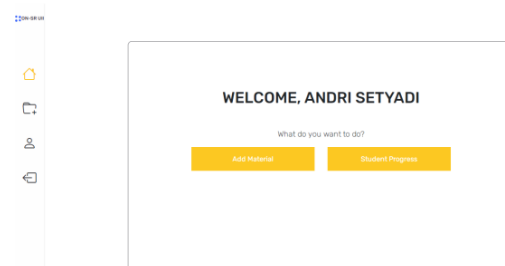 WELCOME, ANDRI SETYADI
What do you want to do?
Add Material
Student Progress